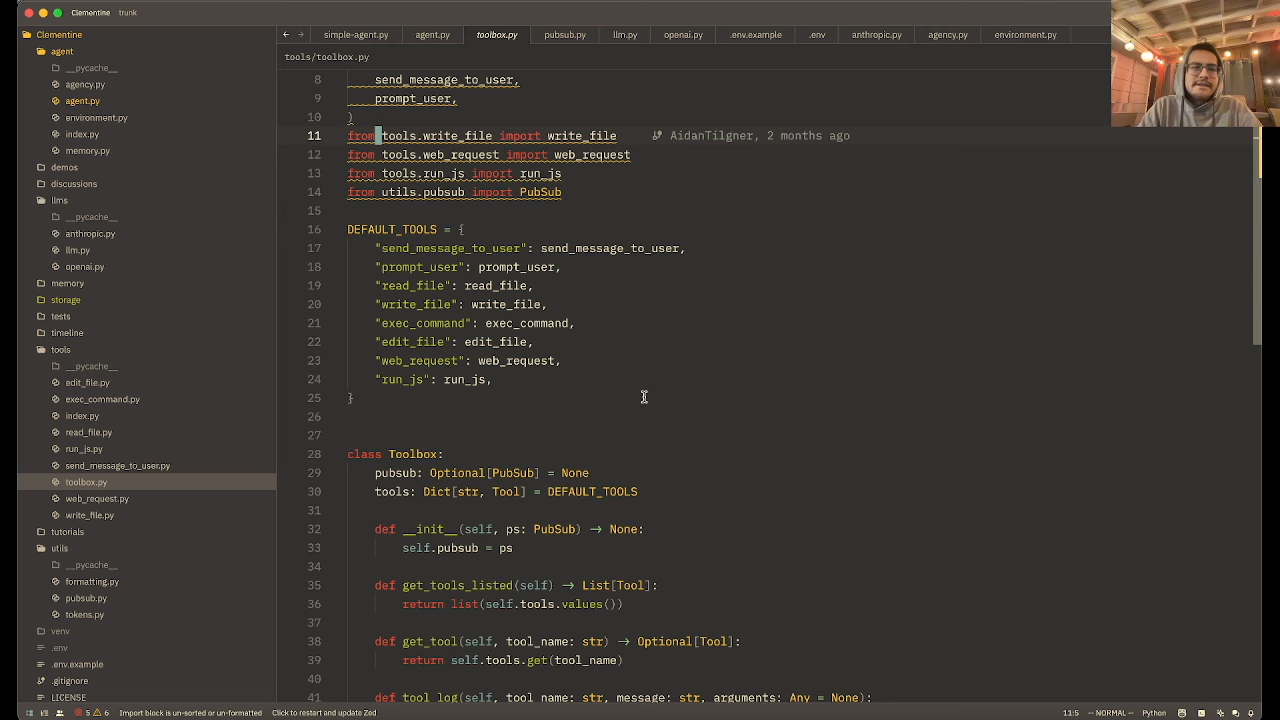 Clementine trunk
Clementine
agent
__pycache__
agency.py
agent.py
environment.py
index.py
memory.py
demos
discussions
llms
__pycache__
anthropic.py
llm.py
openai.py
memory
storage
tests
timeline
tools
__pycache__
edit_file.py
exec_command.py
index.py
read_file.py
run_js.py
send_message_to_user.py
toolbox.py
web_request.py
write_file.py
tutorials
utils
__pycache__
formatting.py
pubsub.py
tokens.py
venv
.env
.env.example
.gitignore
LICENSE
simple-agent.py agent.py toolbox.py pubsub.py llm.py openai.py .env.example .env anthropic.py agency.py environment.py
tools/toolbox.py
8 send_message_to_user,
9 prompt_user,
10 )
11 from tools.write_file import write_file AidanTilgner, 2 months ago
12 from tools.web_request import web_request
13 from tools.run_js import run_js
14 from utils.pubsub import PubSub
15
16 DEFAULT_TOOLS = {
17 "send_message_to_user": send_message_to_user,
18 "prompt_user": prompt_user,
19 "read_file": read_file,
20 "write_file": write_file,
21 "exec_command": exec_command,
22 "edit_file": edit_file,
23 "web_request": web_request,
24 "run_js": run_js,
25 }
26
27
28 class Toolbox:
29 pubsub: Optional[PubSub] = None
30 tools: Dict[str, Tool] = DEFAULT_TOOLS
31
32 def __init__(self, ps: PubSub) → None:
33 self.pubsub = ps
34
35 def get_tools_listed(self) → List[Tool]:
36 return list(self.tools.values())
37
38 def get_tool(self, tool_name: str) → Optional[Tool]:
39 return self.tools.get(tool_name)
40
41 def tool_log(self, tool_name: str, message: str, arguments: Any = None):
5 6 Import block is un-sorted or un-formatted Click to restart and update Zed 11:5 -- NORMAL -- Python